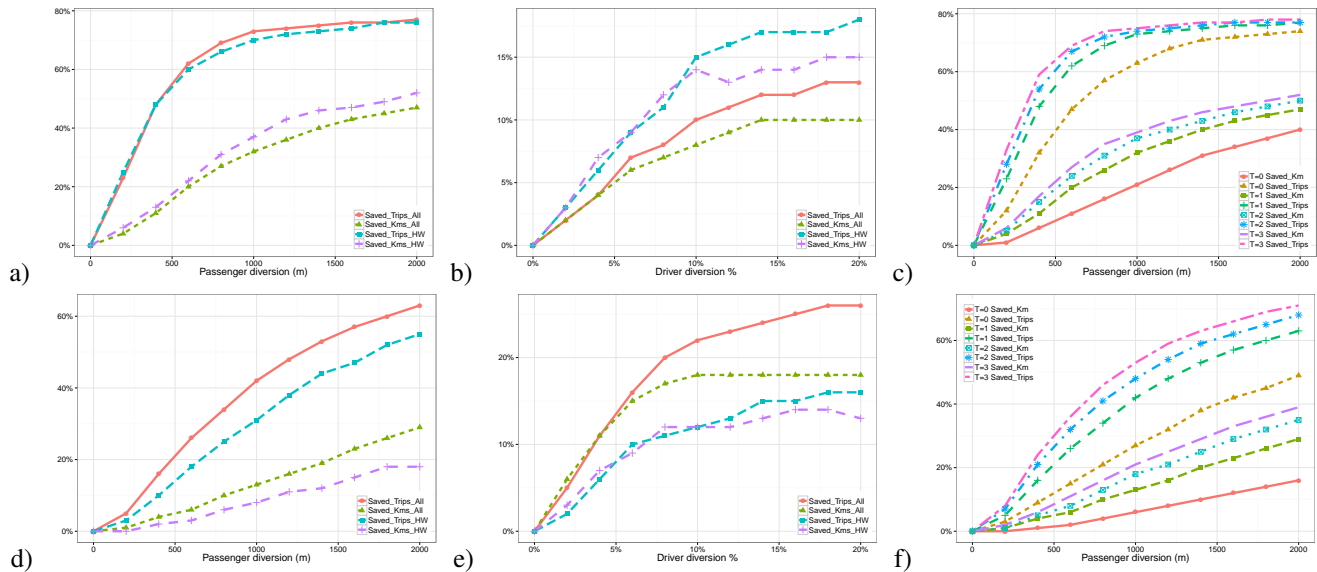 80%
60%
40%
20%
0%
0
500
1000
1500
2000
Passenger diversion (m)
Saved_Trips_All
Saved_Kms_All
Saved_Trips_HW
Saved_Kms_HW
a)
15%
10%
5%
0%
0%
5%
10%
15%
20%
Driver diversion %
Saved_Trips_All
Saved_Kms_All
Saved_Trips_HW
Saved_Kms_HW
b)
80%
60%
40%
20%
0%
0
500
1000
1500
2000
Passenger diversion (m)
T=0 Saved_Km
T=0 Saved_Trips
T=1 Saved_Km
T=1 Saved_Trips
T=2 Saved_Km
T=2 Saved_Trips
T=3 Saved_Km
T=3 Saved_Trips
c)
60%
40%
20%
0%
0
500
1000
1500
2000
Passenger diversion (m)
Saved_Trips_All
Saved_Kms_All
Saved_Trips_HW
Saved_Kms_HW
d)
20%
10%
0%
0%
5%
10%
15%
20%
Driver diversion %
Saved_Trips_All
Saved_Kms_All
Saved_Trips_HW
Saved_Kms_HW
e)
60%
40%
20%
0%
0
500
1000
1500
2000
Passenger diversion (m)
T=0 Saved_Km
T=0 Saved_Trips
T=1 Saved_Km
T=1 Saved_Trips
T=2 Saved_Km
T=2 Saved_Trips
T=3 Saved_Km
T=3 Saved_Trips
f)